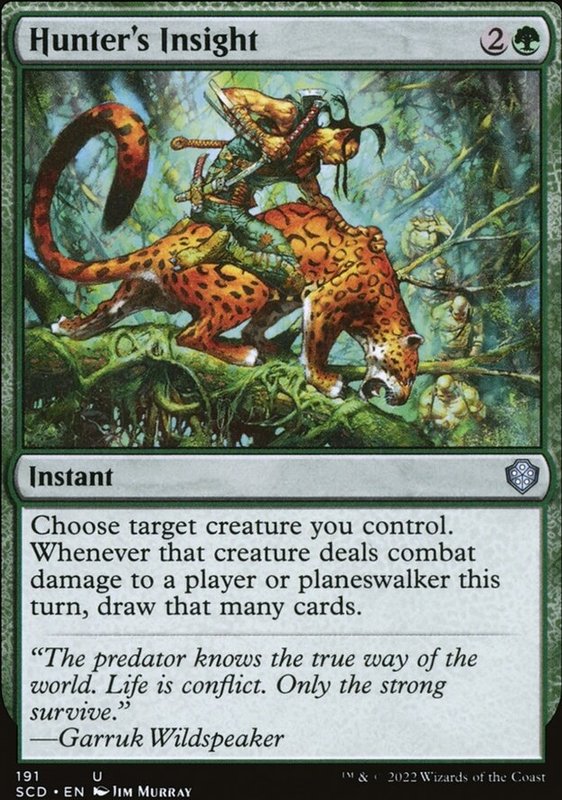 Hunter's Insight 2
Instant
Choose target creature you control.
Whenever that creature deals combat
damage to a player or planeswalker this
turn, draw that many cards.
“The predator knows the true way of the
world. Life is conflict. Only the strong
survive.”
—Garruk Wildspeaker
191 U
SCD • EN Jim Murray
™ & © 2022 Wizards of the Coast